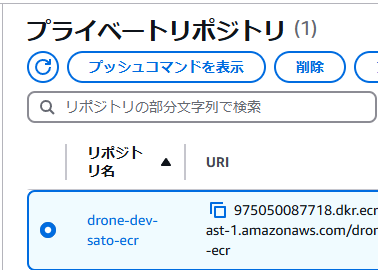 プライベートリポジトリ (1)
プッシュコマンドを表示
削除
リポジトリの部分文字列で検索
リポジト
リ名
URI
drone-dev-
sato-ecr
975050087718.dkr.ecr
ast-1.amazonaws.com/dron
-ecr